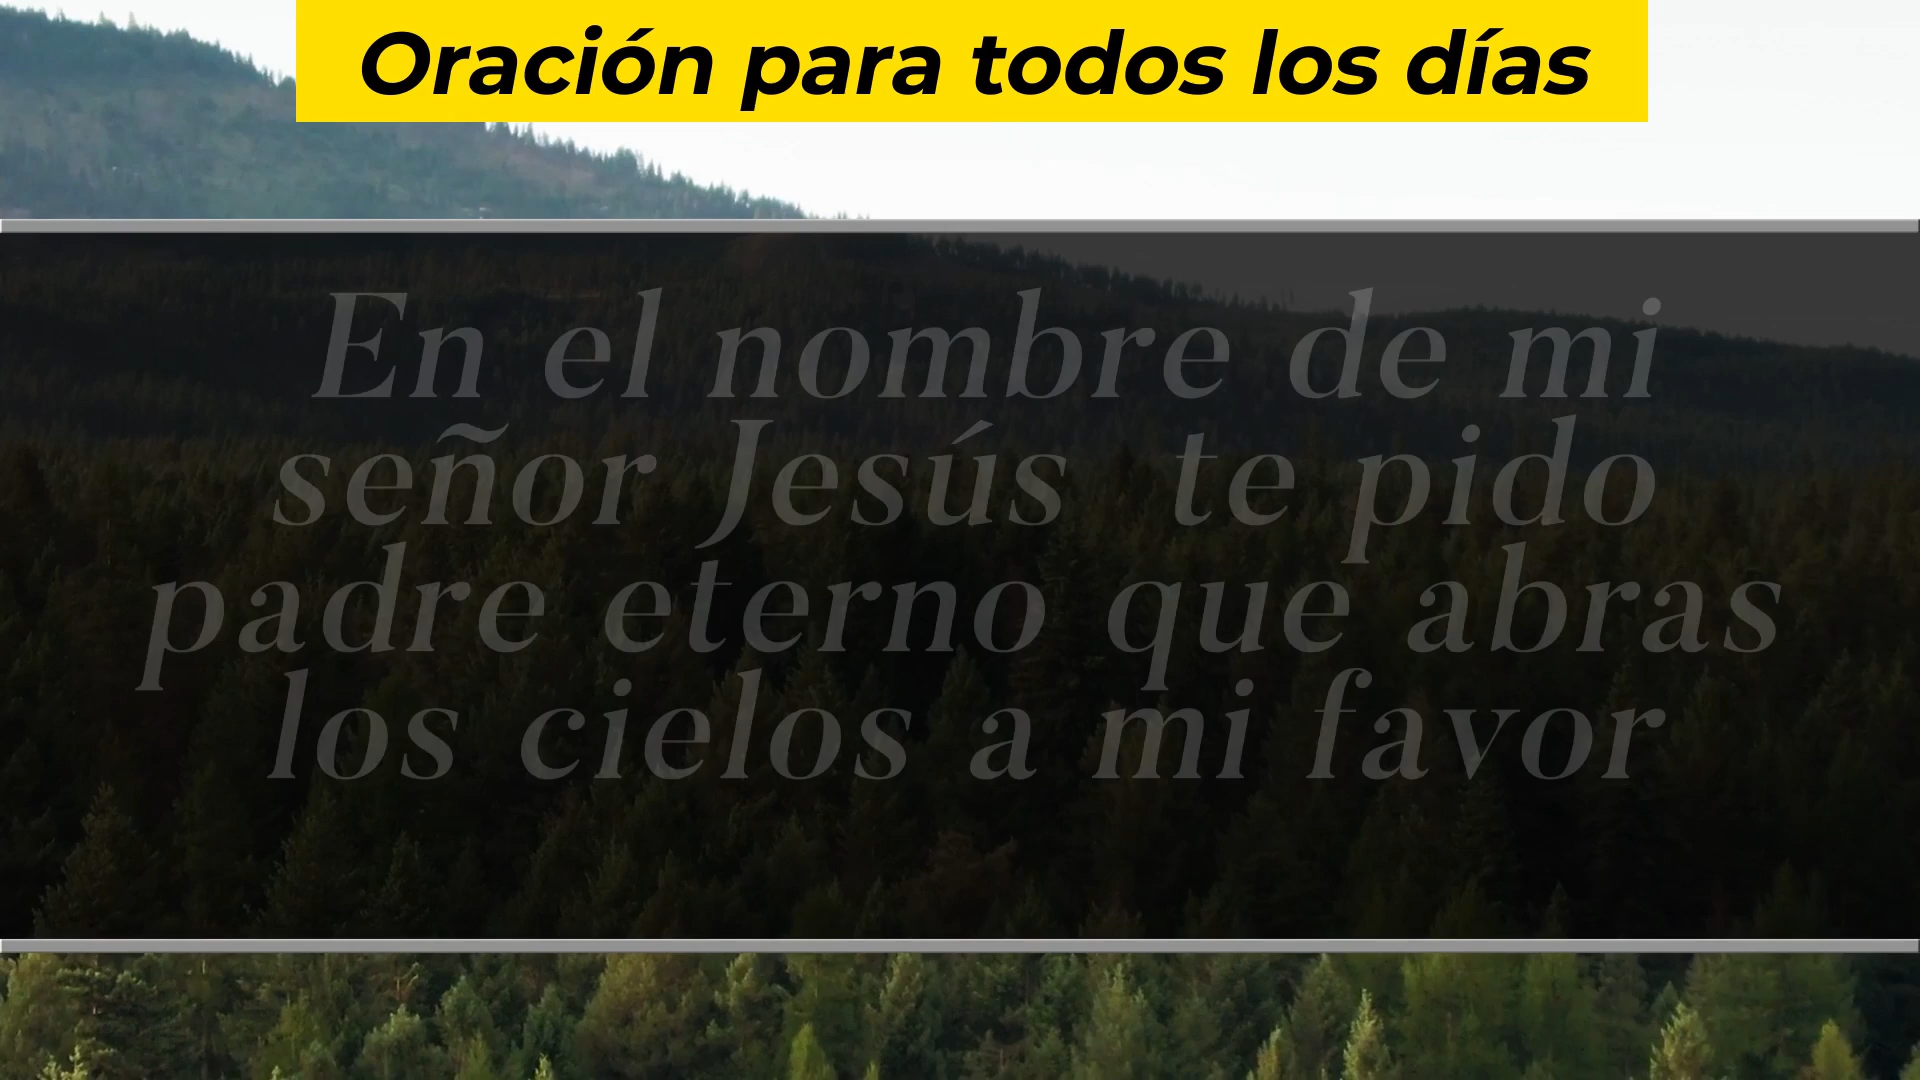 Oración para todos los días
En el nombre de mi
señor Jesús te pido
padre eterno que abras
los cielos a mi favor